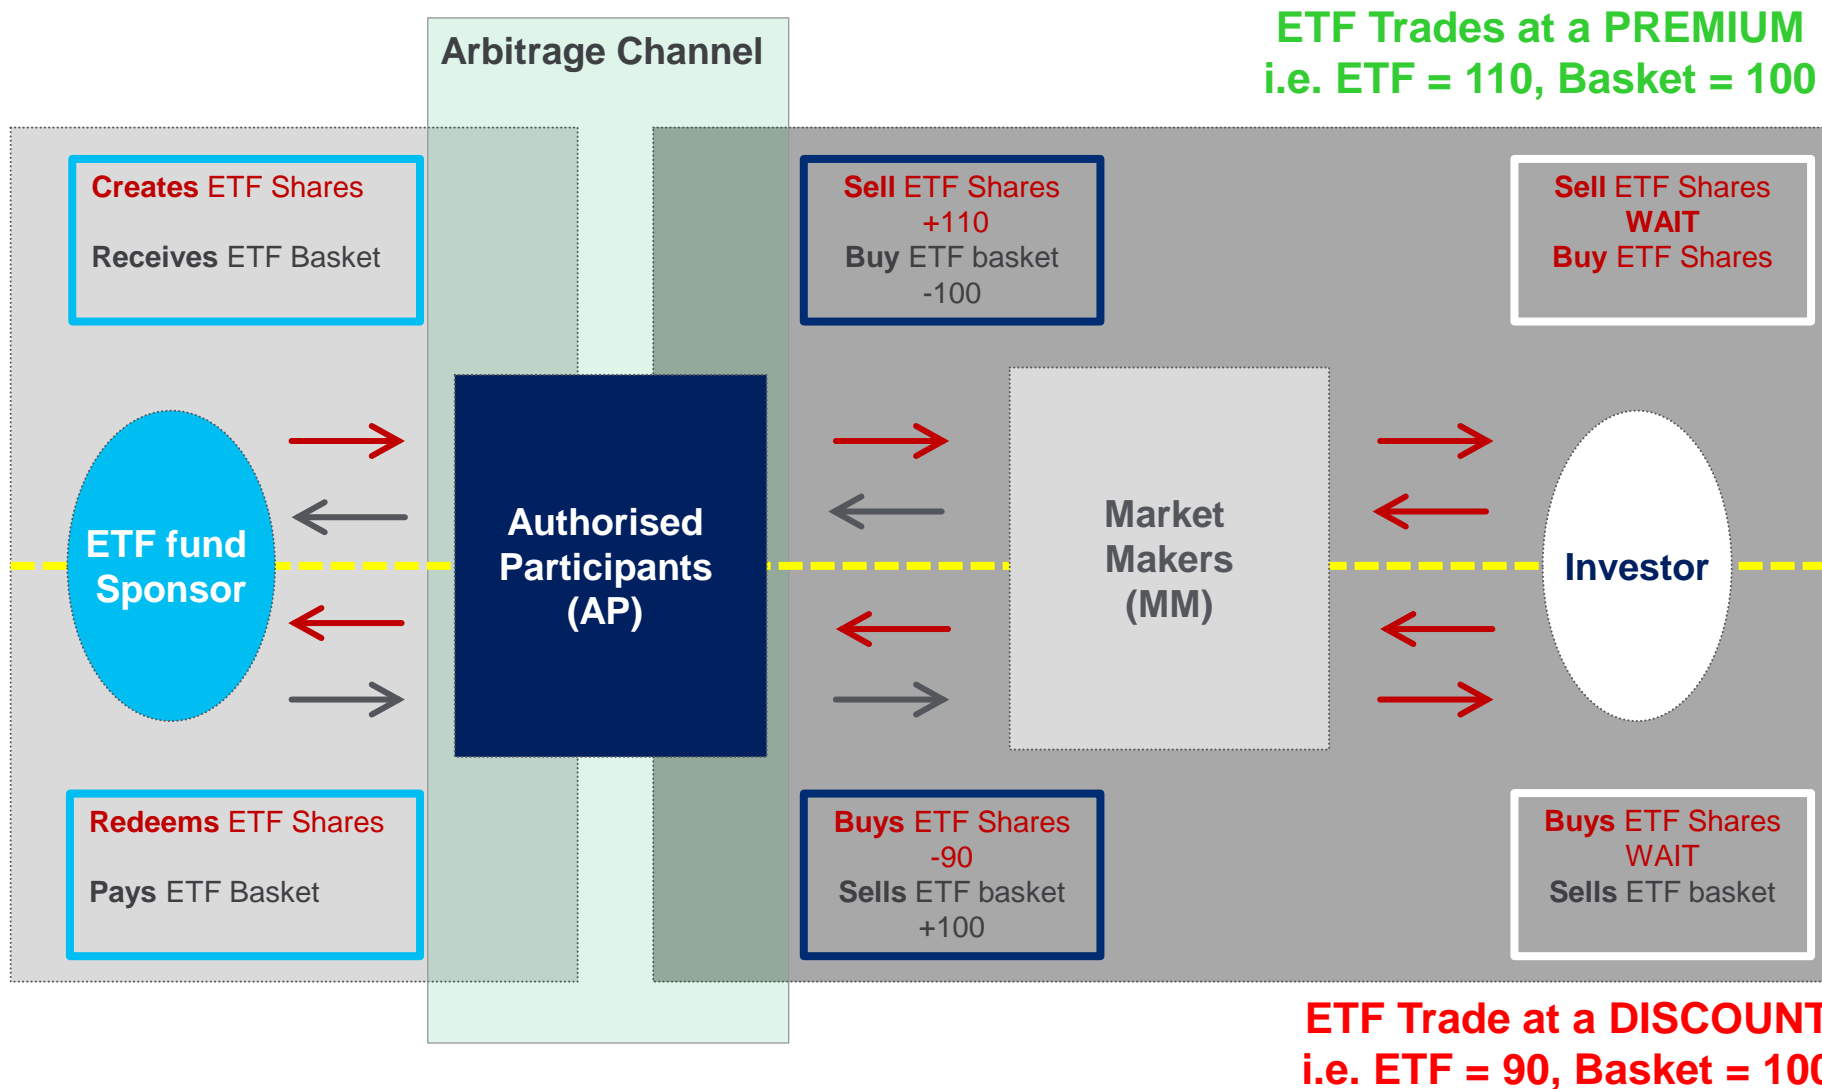 ETF Trades at a PREMIUM
i.e. ETF = 110, Basket = 100
Arbitrage Channel
Creates ETF Shares
Receives ETF Basket
Sell ETF Shares
+110
Buy ETF basket
-100
Sell ETF Shares
WAIT
Buy ETF Shares
ETF fund
Sponsor
Authorised
Participants
(AP)
Market
Makers
(MM)
Investor
Redeems ETF Shares
Pays ETF Basket
Buys ETF Shares
-90
Sells ETF basket
+100
Buys ETF Shares
WAIT
Sells ETF basket
ETF Trade at a DISCOUNT
i.e. ETF = 90, Basket = 100